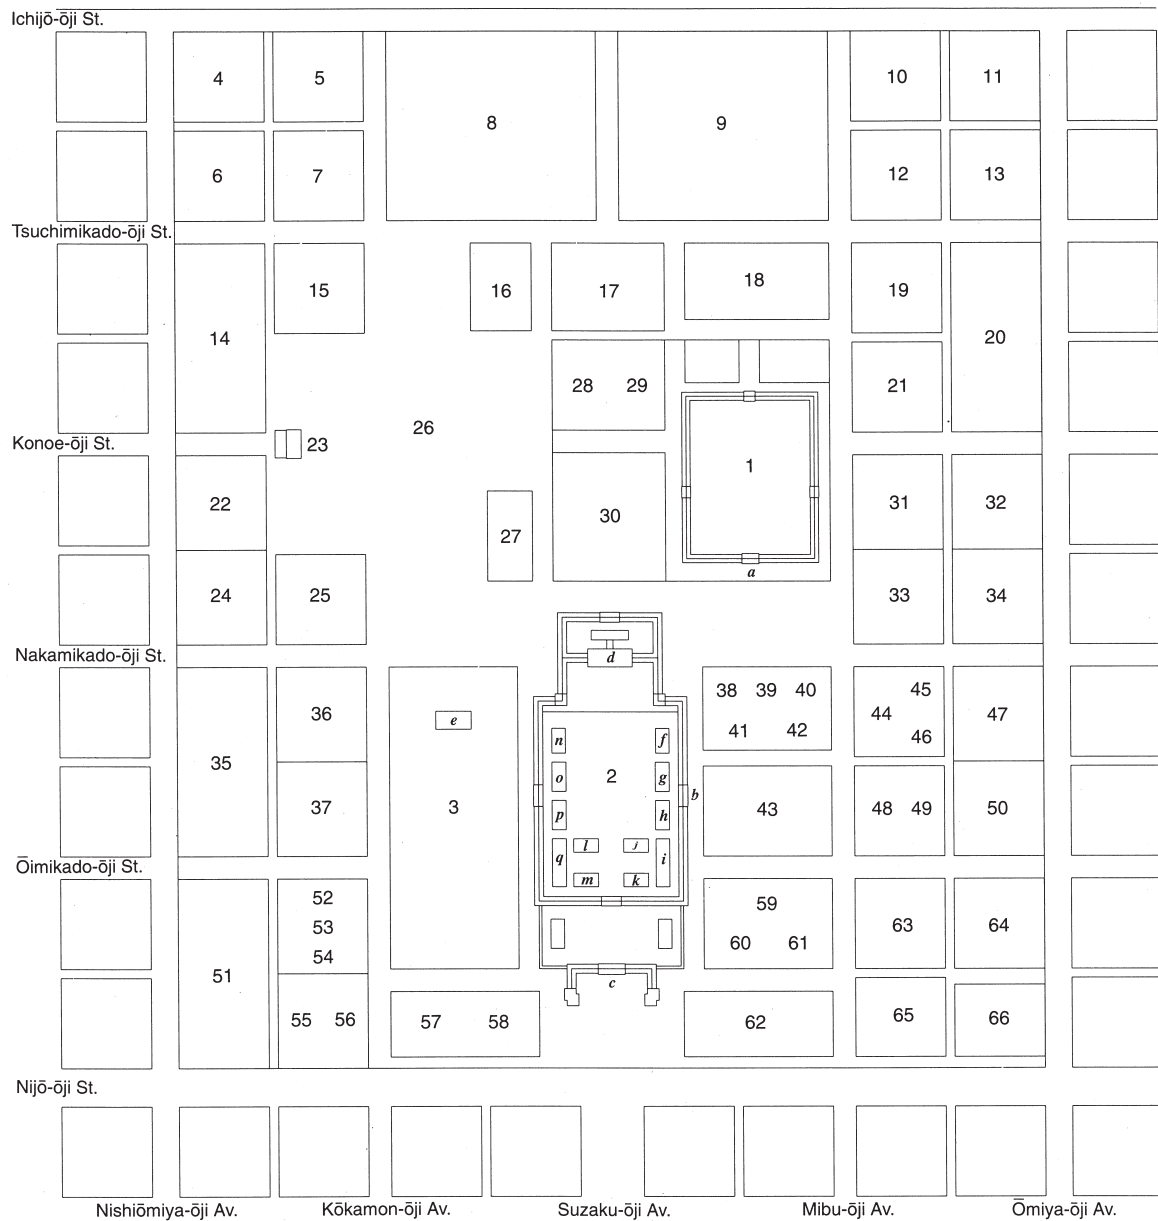 Ichijō-ōji St.
4 5 8 9 10 11
6 7 12 13
Tsuchimikado-ōji St.
15 16 17 18 19
14 20
28 29 21
26
Konoe-ōji St.
23
1
22 30 31 32
27
a
24 25 33 34
Nakamikado-ōji St.
d
38 39 40 45
36 e 44 47
41 42 46
n f
35 o 2 g
b
37 3 p h 43 48 49 50
l j
q i
Ōimikado-ōji St.
m k
52 59
53 63 64
54 60 61
51 c
55 56 57 58 62 65 66
Nijō-ōji St.
Nishiōmiya-ōji Av. Kōkamon-ōji Av. Suzaku-ōji Av. Mibu-ōji Av. Ōmiya-ōji Av.